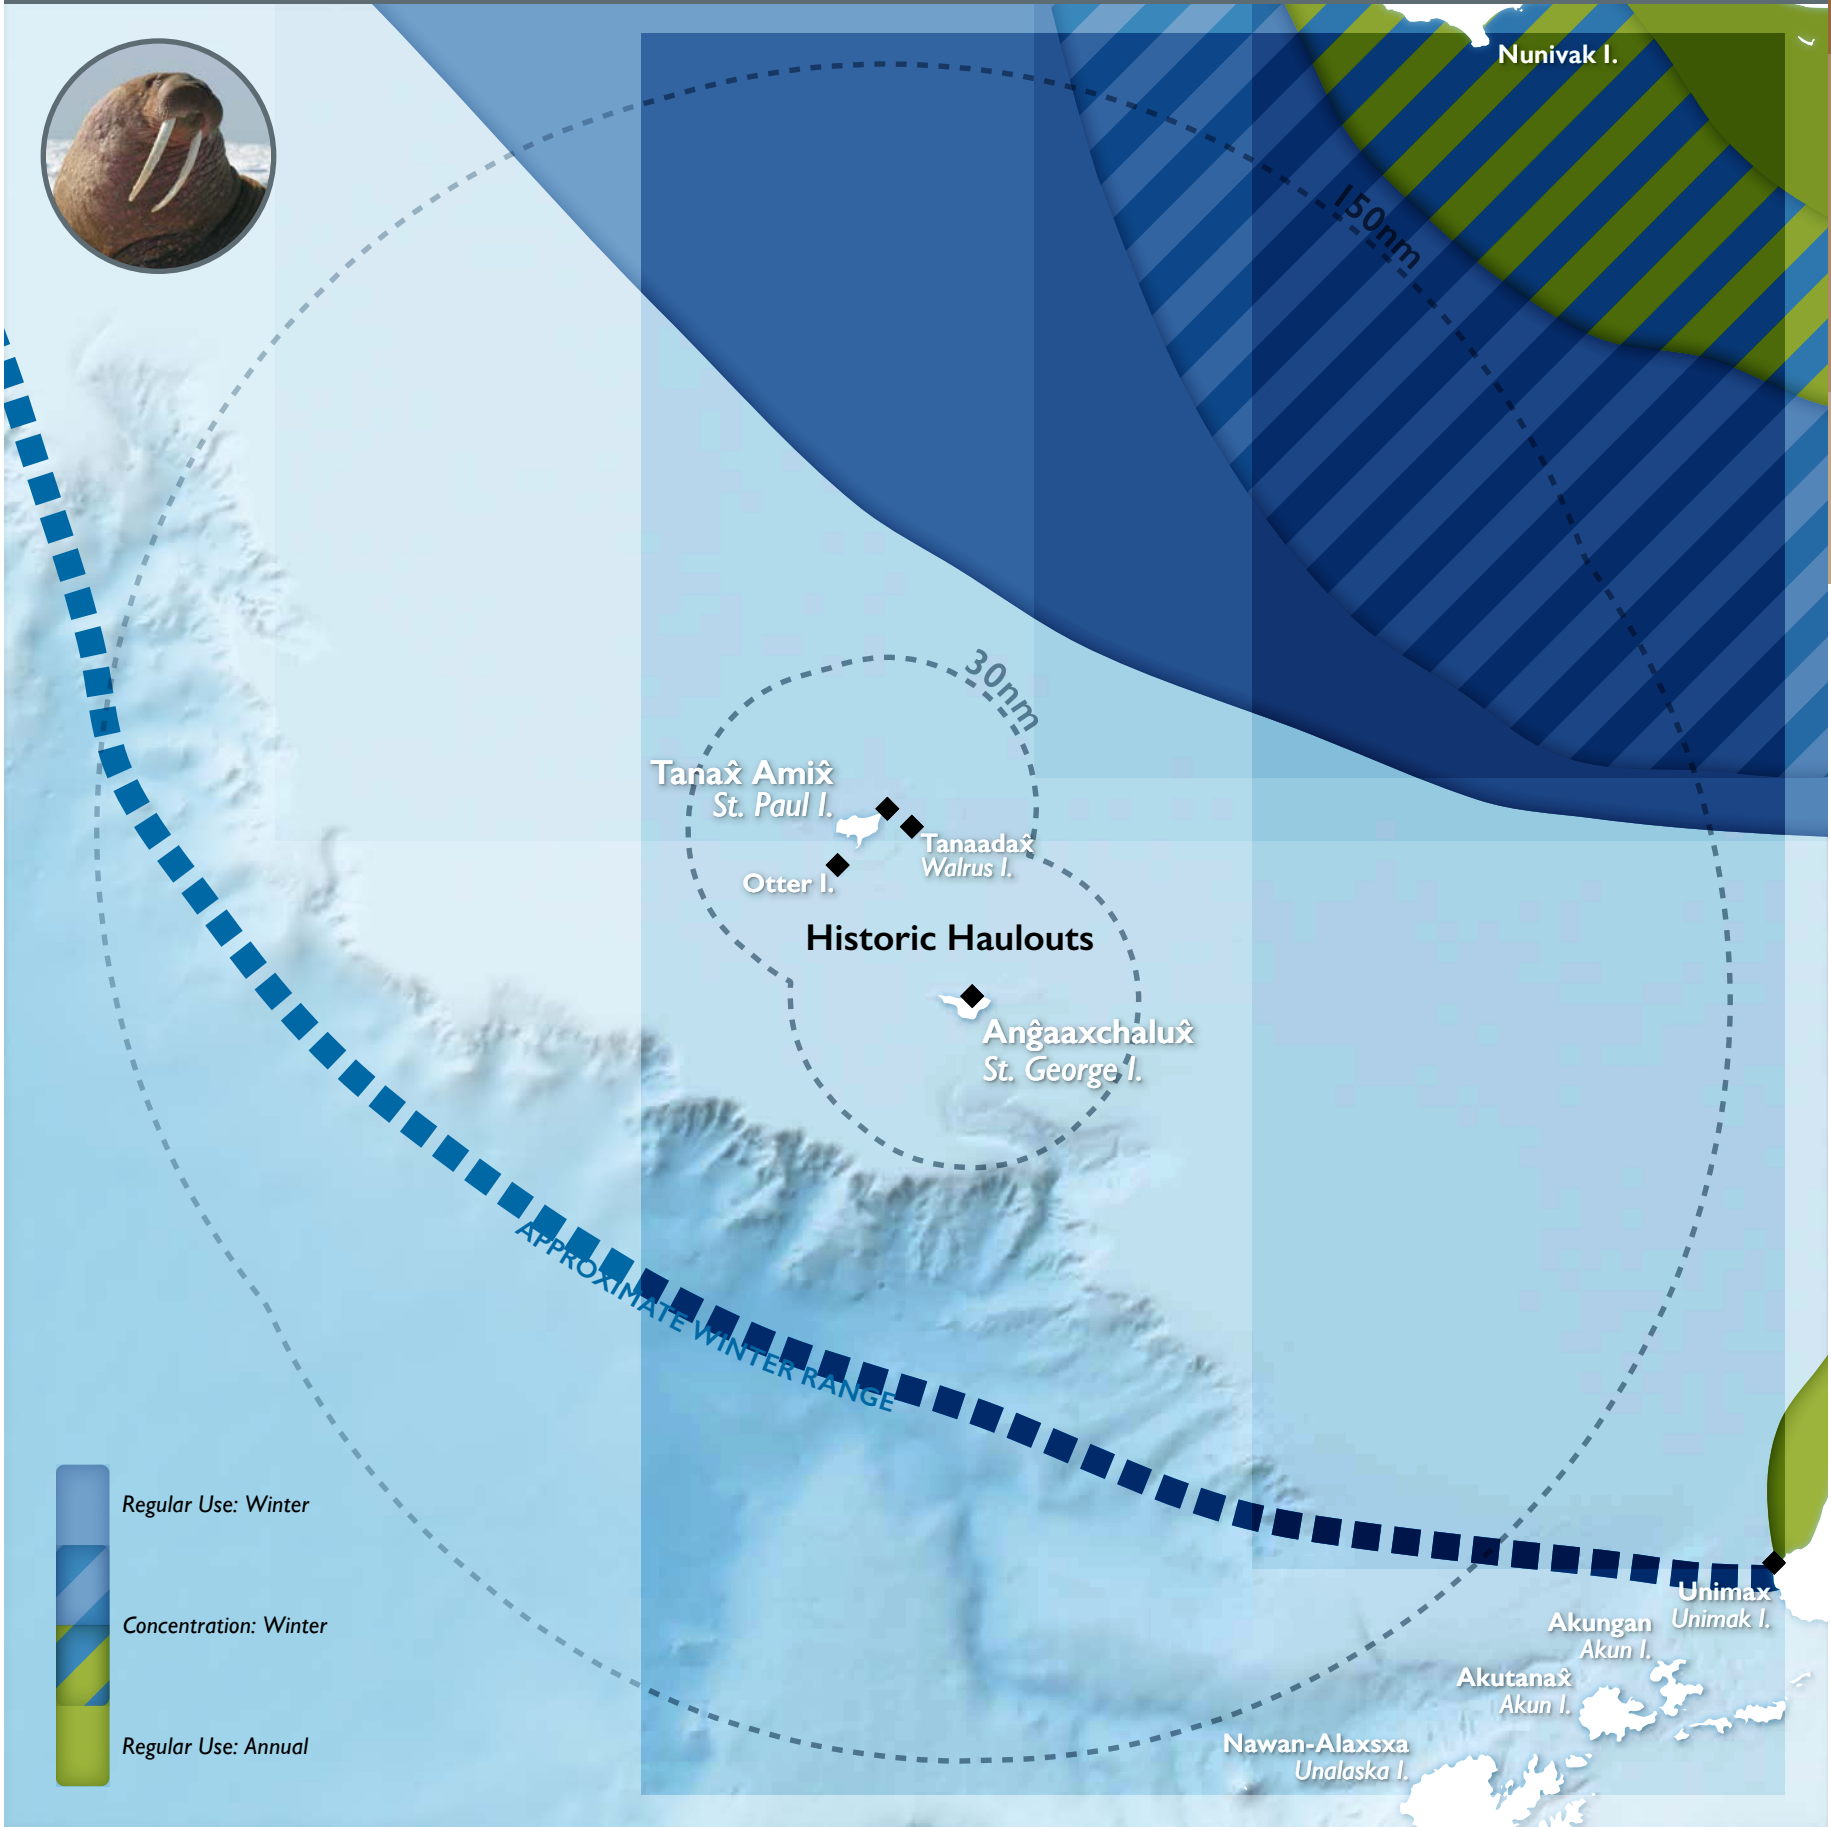 Nunivak I.
150nm
30nm
Tanax̂ Amix̂
St. Paul I.
Tanaadax̂
Walrus I.
Otter I.
Historic Haulouts
Anĝaaxchalux̂
St. George I.
APPROXIMATE WINTER RANGE
Regular Use: Winter
Concentration: Winter
Regular Use: Annual
Unimax
Unimak I.
Akungan
Akun I.
Akutanax̂
Akun I.
Nawan-Alaxsxa
Unalaska I.